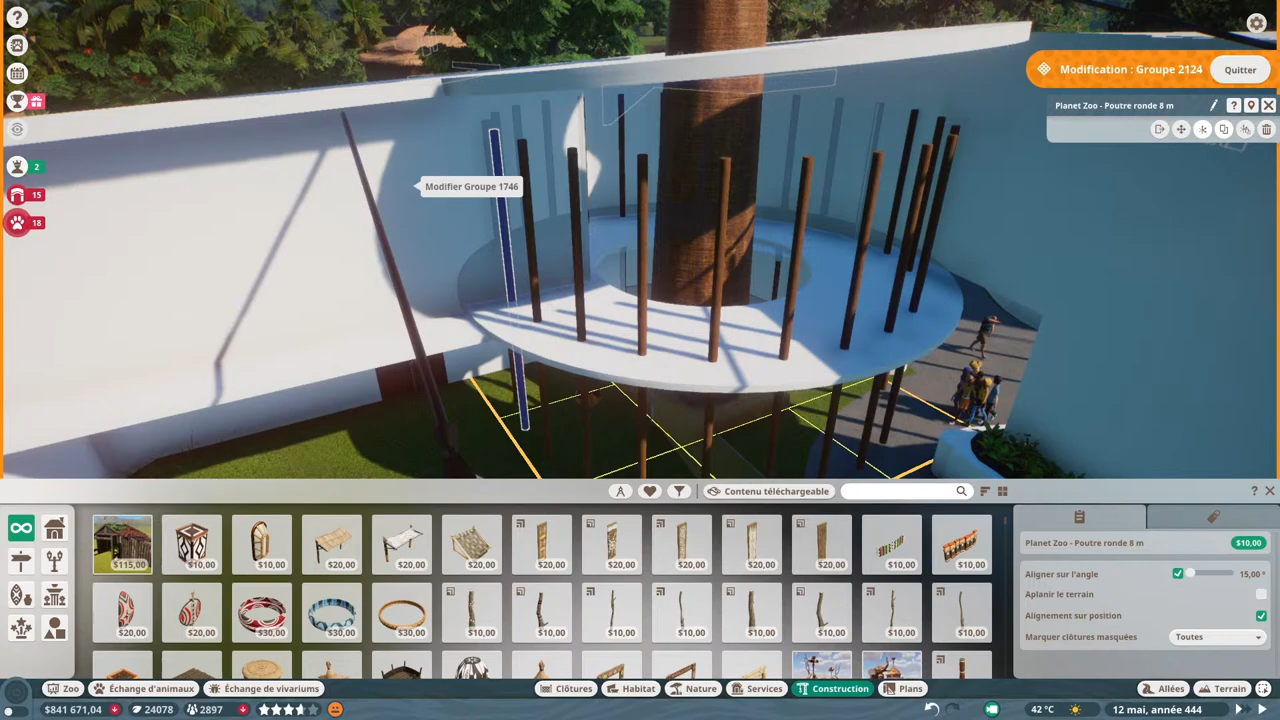 Modification : Groupe 2124
Quitter
Planet Zoo - Poutre ronde 8 m
?
2
15
18
Modifier Groupe 1746
Contenu téléchargeable
?
$115,00 $10,00 $10,00 $20,00 $20,00 $20,00 $20,00 $20,00 $20,00 $20,00 $20,00 $10,00 $10,00
$20,00 $20,00 $30,00 $30,00 $30,00 $10,00 $10,00 $10,00 $10,00 $10,00 $10,00 $10,00 $10,00
Planet Zoo - Poutre ronde 8 m $10,00
Aligner sur l'angle 15,00 °
Aplanir le terrain
Alignement sur position
Marquer clôtures masquées Toutes
Zoo Échange d'animaux Échange de vivariums Clôtures Habitat Nature Services Construction Plans Allées Terrain
$841 671,04 24078 2897 42 °C 12 mai, année 444